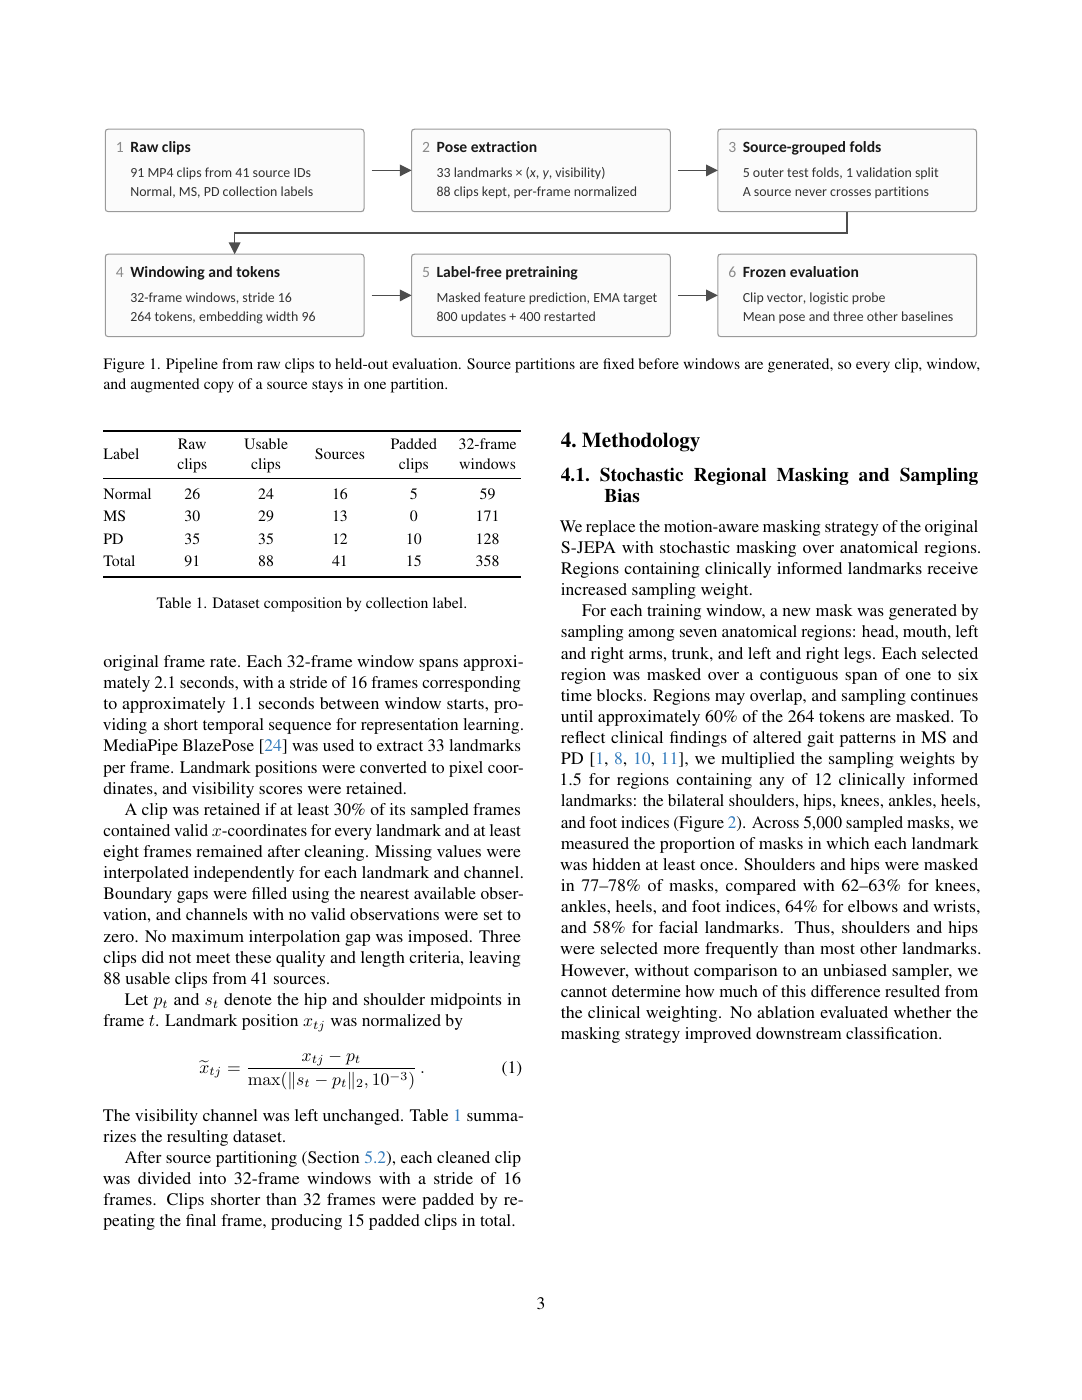 1 Raw clips
91 MP4 clips from 41 source IDs
Normal, MS, PD collection labels
2 Pose extraction
33 landmarks × (x, y, visibility)
88 clips kept, per-frame normalized
3 Source-grouped folds
5 outer test folds, 1 validation split
A source never crosses partitions
4 Windowing and tokens
32-frame windows, stride 16
264 tokens, embedding width 96
5 Label-free pretraining
Masked feature prediction, EMA target
800 updates + 400 restarted
6 Frozen evaluation
Clip vector, logistic probe
Mean pose and three other baselines
Figure 1. Pipeline from raw clips to held-out evaluation. Source partitions are fixed before windows are generated, so every clip, window,
and augmented copy of a source stays in one partition.
Label Raw clips Usable clips Sources Padded clips 32-frame windows
Normal 26 24 16 5 59
MS 30 29 13 0 171
PD 35 35 12 10 128
Total 91 88 41 15 358
Table 1. Dataset composition by collection label.
original frame rate. Each 32-frame window spans approxi-
mately 2.1 seconds, with a stride of 16 frames corresponding
to approximately 1.1 seconds between window starts, pro-
viding a short temporal sequence for representation learning.
MediaPipe BlazePose [24] was used to extract 33 landmarks
per frame. Landmark positions were converted to pixel coor-
dinates, and visibility scores were retained.
A clip was retained if at least 30% of its sampled frames
contained valid x-coordinates for every landmark and at least
eight frames remained after cleaning. Missing values were
interpolated independently for each landmark and channel.
Boundary gaps were filled using the nearest available obser-
vation, and channels with no valid observations were set to
zero. No maximum interpolation gap was imposed. Three
clips did not meet these quality and length criteria, leaving
88 usable clips from 41 sources.
Let p_t and s_t denote the hip and shoulder midpoints in
frame t. Landmark position x_tj was normalized by
x̃_tj = (x_tj − p_t) / max(‖s_t − p_t‖₂, 10⁻³) . (1)
The visibility channel was left unchanged. Table 1 summa-
rizes the resulting dataset.
After source partitioning (Section 5.2), each cleaned clip
was divided into 32-frame windows with a stride of 16
frames. Clips shorter than 32 frames were padded by re-
peating the final frame, producing 15 padded clips in total.
4. Methodology
4.1. Stochastic Regional Masking and Sampling
Bias
We replace the motion-aware masking strategy of the original
S-JEPA with stochastic masking over anatomical regions.
Regions containing clinically informed landmarks receive
increased sampling weight.
For each training window, a new mask was generated by
sampling among seven anatomical regions: head, mouth, left
and right arms, trunk, and left and right legs. Each selected
region was masked over a contiguous span of one to six
time blocks. Regions may overlap, and sampling continues
until approximately 60% of the 264 tokens are masked. To
reflect clinical findings of altered gait patterns in MS and
PD [1, 8, 10, 11], we multiplied the sampling weights by
1.5 for regions containing any of 12 clinically informed
landmarks: the bilateral shoulders, hips, knees, ankles, heels,
and foot indices (Figure 2). Across 5,000 sampled masks, we
measured the proportion of masks in which each landmark
was hidden at least once. Shoulders and hips were masked
in 77–78% of masks, compared with 62–63% for knees,
ankles, heels, and foot indices, 64% for elbows and wrists,
and 58% for facial landmarks. Thus, shoulders and hips
were selected more frequently than most other landmarks.
However, without comparison to an unbiased sampler, we
cannot determine how much of this difference resulted from
the clinical weighting. No ablation evaluated whether the
masking strategy improved downstream classification.
3